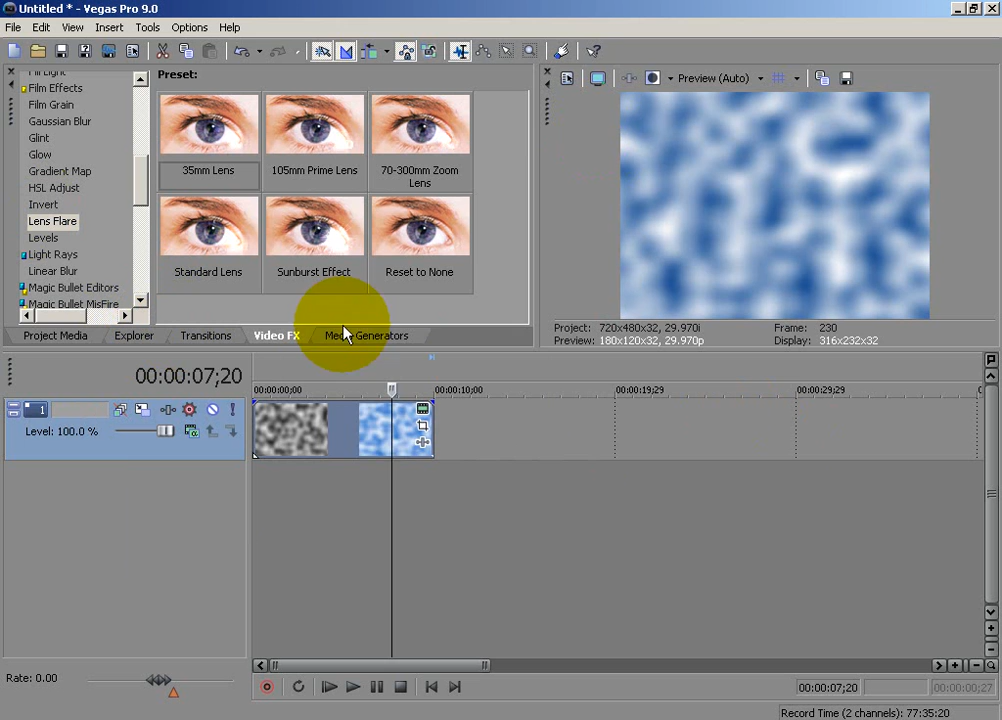 Untitled * - Vegas Pro 9.0
File Edit View Insert Tools Options Help
Fill Light
Film Effects
Film Grain
Gaussian Blur
Glint
Glow
Gradient Map
HSL Adjust
Invert
Lens Flare
Levels
Light Rays
Linear Blur
Magic Bullet Editors
Magic Bullet MisFire
Preset:
35mm Lens
105mm Prime Lens
70-300mm Zoom
Lens
Standard Lens
Sunburst Effect
Reset to None
Project Media Explorer Transitions Video FX Media Generators
Preview (Auto)
Project: 720x480x32, 29.970i
Preview: 180x120x32, 29.970p
Frame: 230
Display: 316x232x32
00:00:07;20
00:00:00;00 00:00:10;00 00:00:19;29 00:00:29;29
1
Level: 100.0 %
Rate: 0.00
00:00:07;20
00:00:00;27
Record Time (2 channels): 77:35:20